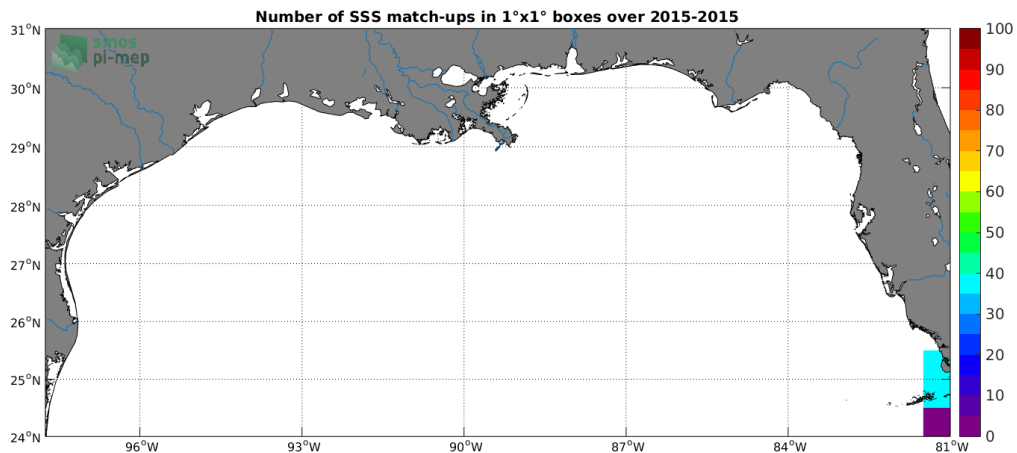 Number of SSS match-ups in 1°x1° boxes over 2015-2015
smos
pi-mep
31°N
30°N
29°N
28°N
27°N
26°N
25°N
24°N
96°W
93°W
90°W
87°W
84°W
81°W
100
90
80
70
60
50
40
30
20
10
0